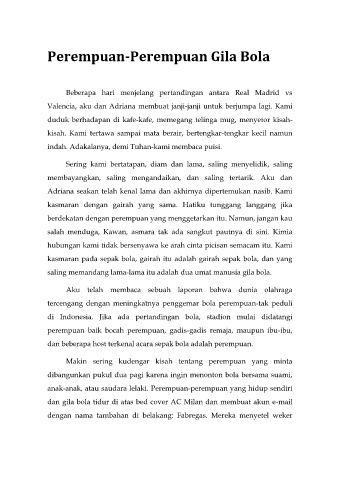 Perempuan-Perempuan Gila Bola
Beberapa hari menjelang pertandingan antara Real Madrid vs
Valencia, aku dan Adriana membuat janji-janji untuk berjumpa lagi. Kami
duduk berhadapan di kafe-kafe, memegang telinga mug, menyetor kisah-
kisah. Kami tertawa sampai mata berair, bertengkar-tengkar kecil namun
indah. Adakalanya, demi Tuhan-kami membaca puisi.
Sering kami bertatapan, diam dan lama, saling menyelidik, saling
membayangkan, saling mengandaikan, dan saling tertarik. Aku dan
Adriana seakan telah kenal lama dan akhirnya dipertemukan nasib. Kami
kasmaran dengan gairah yang sama. Hatiku tunggang langgang jika
berdekatan dengan perempuan yang menggetarkan itu. Namun, jangan kau
salah menduga, Kawan, asmara tak ada sangkut pautnya di sini. Kimia
hubungan kami tidak bersenyawa ke arah cinta picisan semacam itu. Kami
kasmaran pada sepak bola, gairah itu adalah gairah sepak bola, dan yang
saling memandang lama-lama itu adalah dua umat manusia gila bola.
Aku telah membaca sebuah laporan bahwa dunia olahraga
tercengang dengan meningkatnya penggemar bola perempuan-tak peduli
di Indonesia. Jika ada pertandingan bola, stadion mulai didatangi
perempuan baik bocah perempuan, gadis-gadis remaja, maupun ibu-ibu,
dan beberapa host terkenal acara sepak bola adalah perempuan.
Makin sering kudengar kisah tentang perempuan yang minta
dibangunkan pukul dua pagi karena ingin menonton bola bersama suami,
anak-anak, atau saudara lelaki. Perempuan-perempuan yang hidup sendiri
dan gila bola tidur di atas bed cover AC Milan dan membuat akun e-mail
dengan nama tambahan di belakang: Fabregas. Mereka menyetel weker